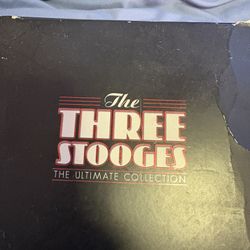 The
THREE
STOOGES
THE ULTIMATE COLLECTION